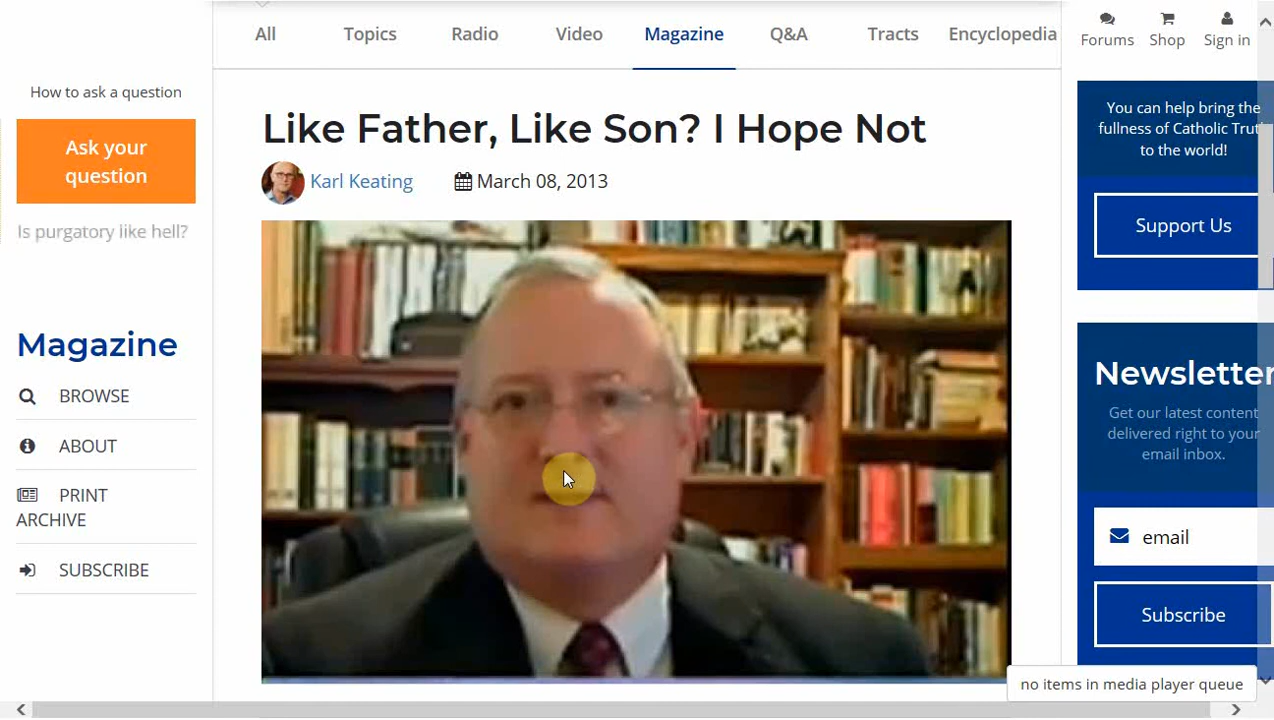 All
Topics
Radio
Video
Magazine
Q&A
Tracts
Encyclopedia
Forums
Shop
Sign in
How to ask a question
Ask your
question
Is purgatory like hell?
Magazine
BROWSE
ABOUT
PRINT
ARCHIVE
SUBSCRIBE
Like Father, Like Son? I Hope Not
Karl Keating
March 08, 2013
You can help bring the
fullness of Catholic Trut
to the world!
Support Us
Newsletter
Get our latest content
delivered right to your
email inbox.
email
Subscribe
no items in media player queue